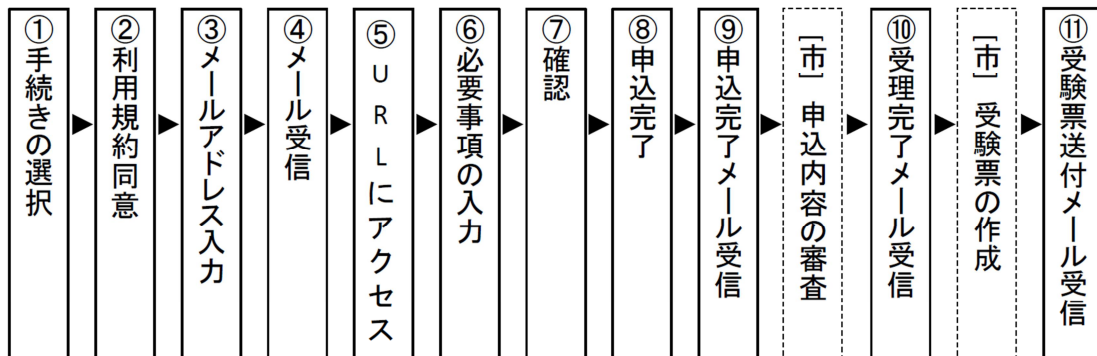 ①手続きの選択
②利用規約同意
③メールアドレス入力
④メール受信
⑤URLにアクセス
⑥必要事項の入力
⑦確認
⑧申込完了
⑨申込完了メール受信
[市] 申込内容の審査
⑩受理完了メール受信
[市] 受験票の作成
⑪受験票送付メール受信